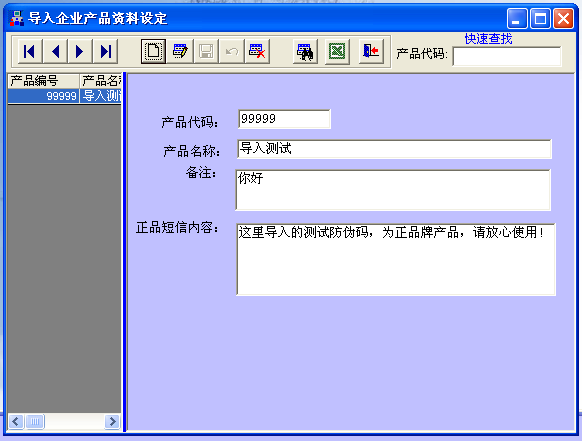 导入企业产品资料设定
快速查找
产品代码:
产品编号 产品名称
99999 导入测试
产品代码： 99999
产品名称： 导入测试
备注： 你好
正品短信内容： 这里导入的测试防伪码，为正品牌产品，请放心使用！